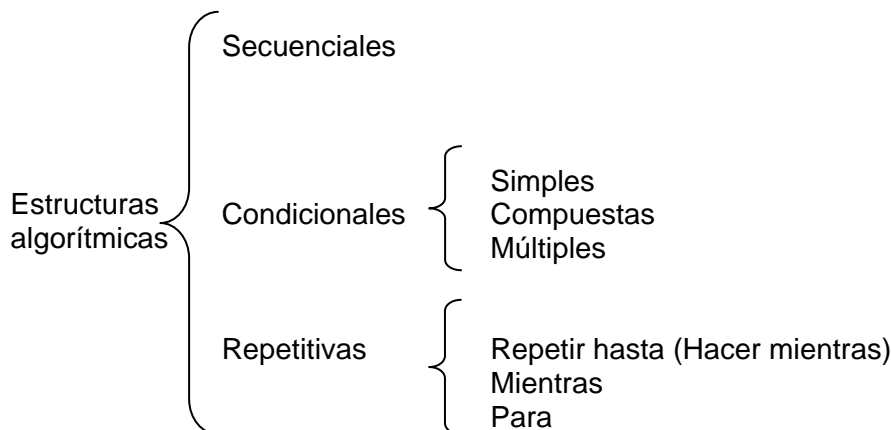 Estructuras
algorítmicas
Secuenciales
Condicionales
Simples
Compuestas
Múltiples
Repetitivas
Repetir hasta (Hacer mientras)
Mientras
Para